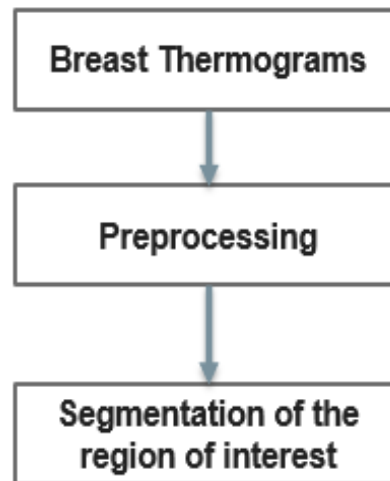 Breast Thermograms
Preprocessing
Segmentation of the
region of interest